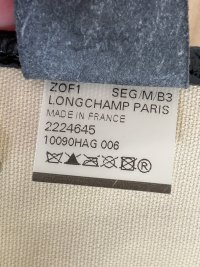 ZOF1 SEG/M/B3
LONGCHAMP PARIS
MADE IN FRANCE
2224645
10090HAG 006
®